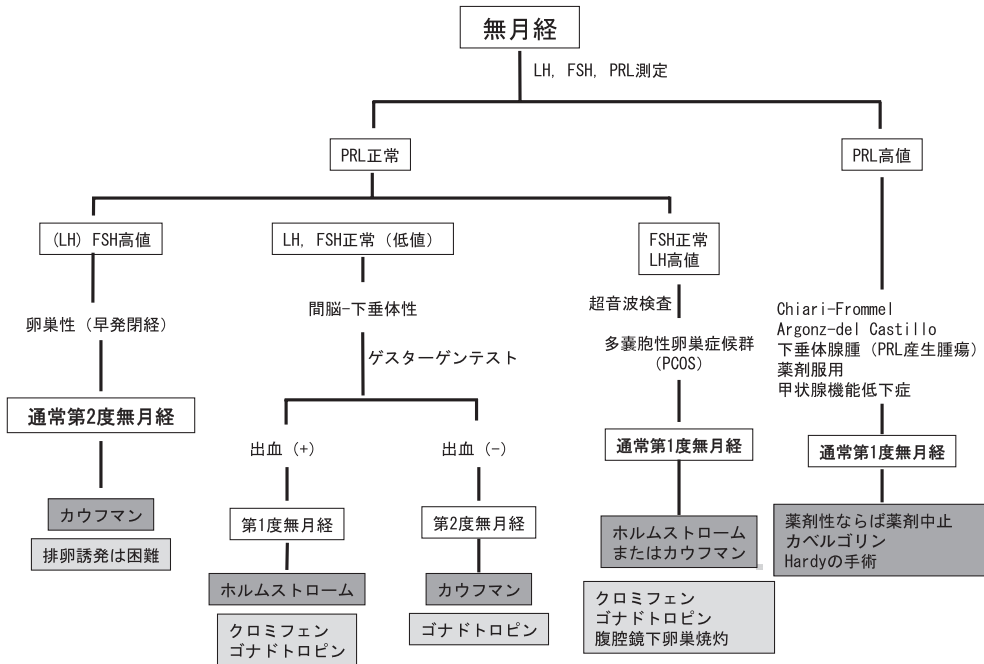 無月経
LH, FSH, PRL測定
PRL正常
PRL高値
(LH) FSH高値
LH, FSH正常（低値）
FSH正常
LH高値
卵巣性（早発閉経）
間脳-下垂体性
超音波検査
多嚢胞性卵巣症候群
(PCOS)
Chiari-Frommel
Argonz-del Castillo
下垂体腺腫（PRL産生腫瘍）
薬剤服用
甲状腺機能低下症
ゲスターゲンテスト
通常第2度無月経
出血（+）
出血（-）
通常第1度無月経
通常第1度無月経
カウフマン
排卵誘発は困難
第1度無月経
第2度無月経
ホルムストローム
またはカウフマン
薬剤性ならば薬剤中止
カベルゴリン
Hardyの手術
ホルムストローム
カウフマン
クロミフェン
ゴナドトロピン
ゴナドトロピン
クロミフェン
ゴナドトロピン
腹腔鏡下卵巣焼灼